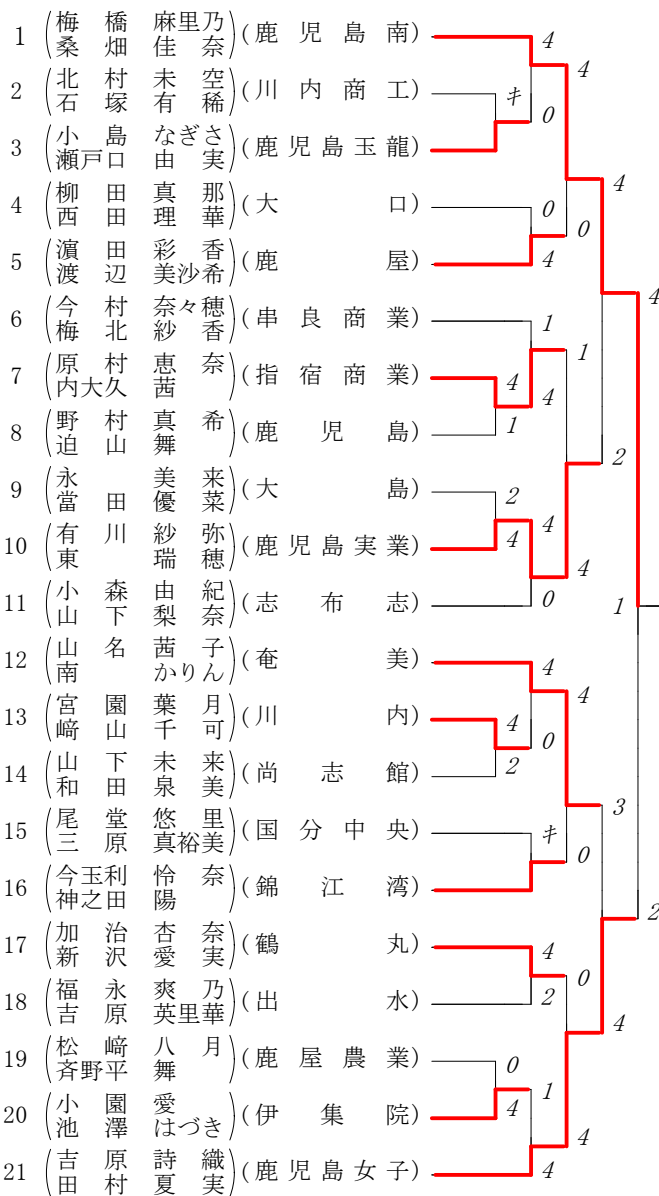 梅橋 麻里乃
1 (鹿児島南) 4
桑畑佳奈
4
北村未空
2 (川内商工) キ
石塚有稀
0
小島 なぎさ
3 (鹿児島玉龍)
瀬戸口由実
4
柳田真那
4 (大口) 0
西田理華
0
濵田彩香
5 (鹿屋) 4
渡辺 美沙希
4
今村 奈々穂
6 (串良商業) 1
梅北紗香
1
原村恵奈
7 (指宿商業) 4 4
内大久茜
野村真希
8 (鹿児島) 1
迫山舞
2
永美来
9 (大島) 2
當田優菜
4
有川紗弥
10 (鹿児島実業) 4
東瑞穂
4
小森由紀
11 (志布志) 0
山下梨奈
1
山名茜子
12 (奄美) 4
南 かりん
4
宮園葉月
13 (川内) 4 0
﨑山千可
山下未来
14 (尚志館) 2
和田泉美
3
尾堂悠里
15 (国分中央) キ
三原 真裕美
0
今玉利怜奈
16 (錦江湾)
神之田陽
2
加治杏奈
17 (鶴丸) 4
新沢愛実
0
福永爽乃
18 (出水) 2
吉原 英里華
4
松﨑八月
19 (鹿屋農業) 0
斉野平舞
1
小園愛
20 (伊集院) 4
池澤 はづき
4
吉原詩織
21 (鹿児島女子) 4
田村夏実